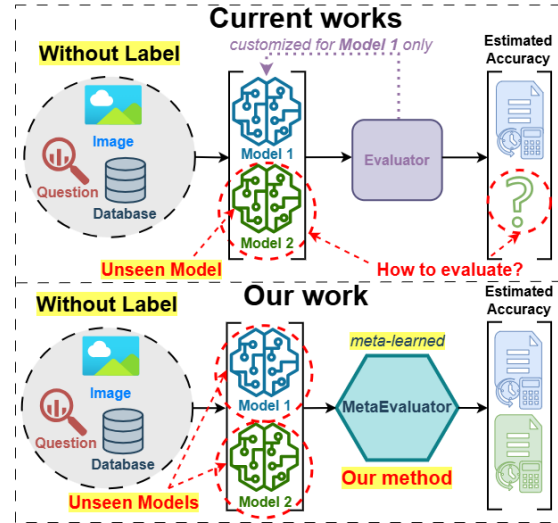 Current works
Without Label
customized for Model 1 only
Estimated
Accuracy
Image
Question
Database
Model 1
Evaluator
Model 2
?
Unseen Model
How to evaluate?
Our work
Without Label
Estimated
Accuracy
meta-learned
Image
Question
Database
Model 1
MetaEvaluator
Model 2
Unseen Models
Our method